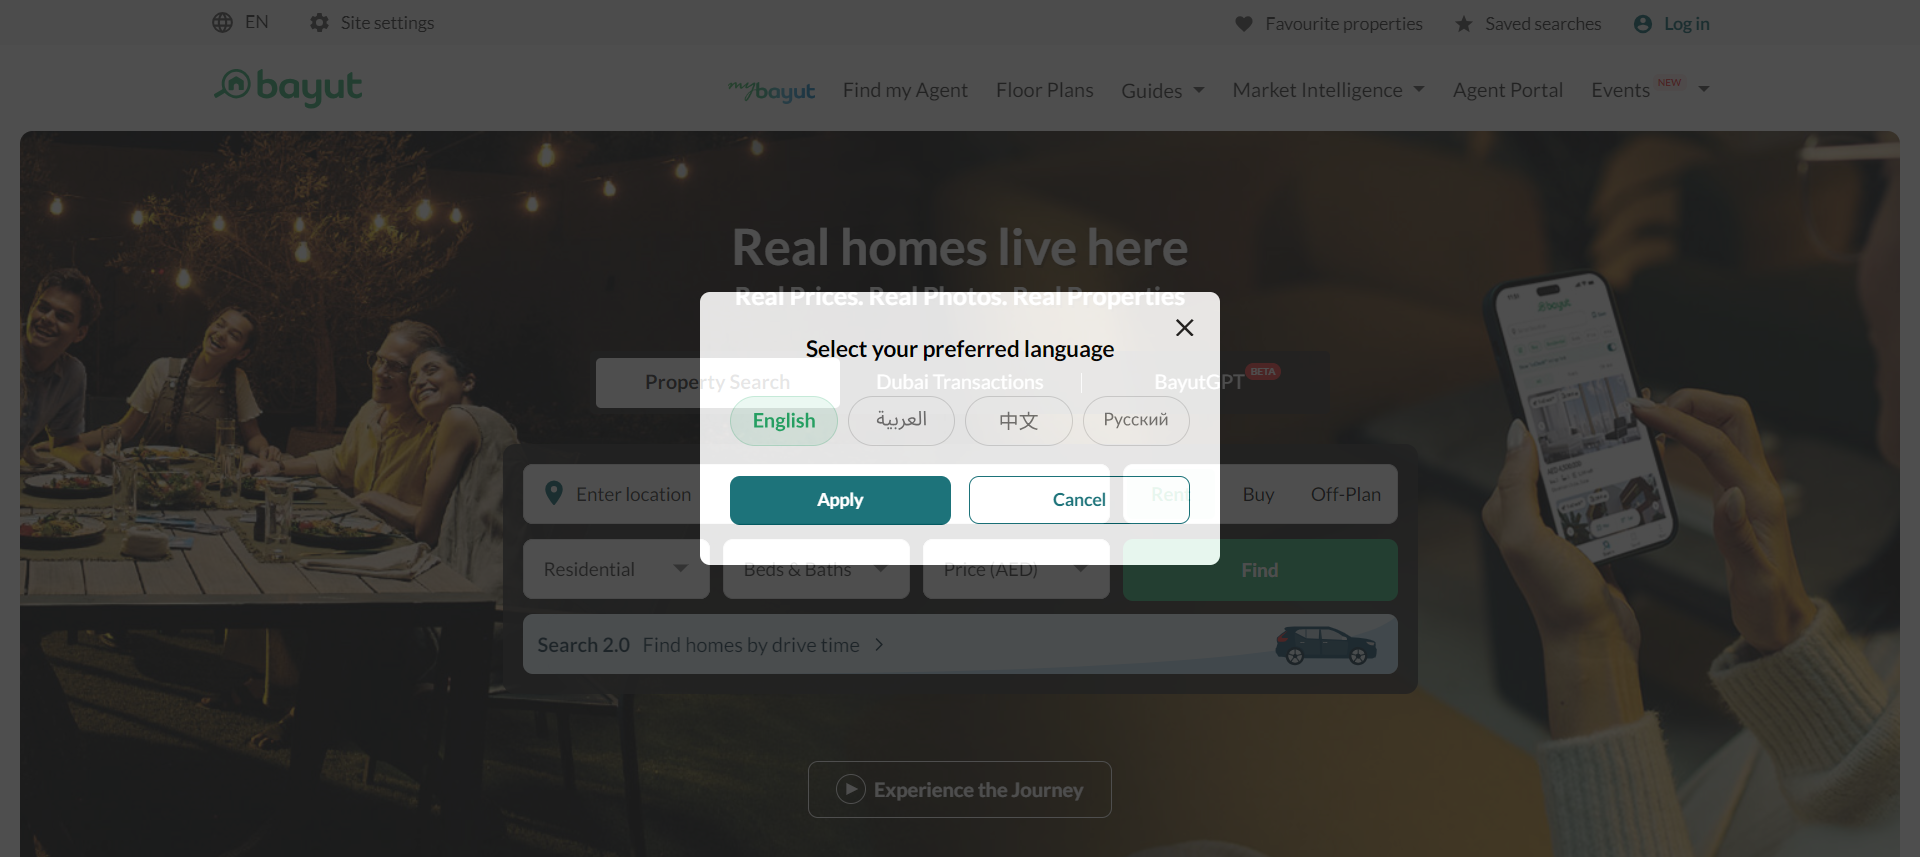 EN
Site settings
Favourite properties
Saved searches
Log in
bayut
mybayut
Find my Agent
Floor Plans
Guides
Market Intelligence
Agent Portal
Events
NEW
Real homes live here
Real Prices. Real Photos. Real Properties
Select your preferred language
Property Search
Dubai Transactions
BayutGPT
BETA
English
العربية
中文
Русский
Enter location
Apply
Cancel
Rent
Buy
Off-Plan
Residential
Beds & Baths
Price (AED)
Find
Search 2.0
Find homes by drive time
Experience the Journey
bayut